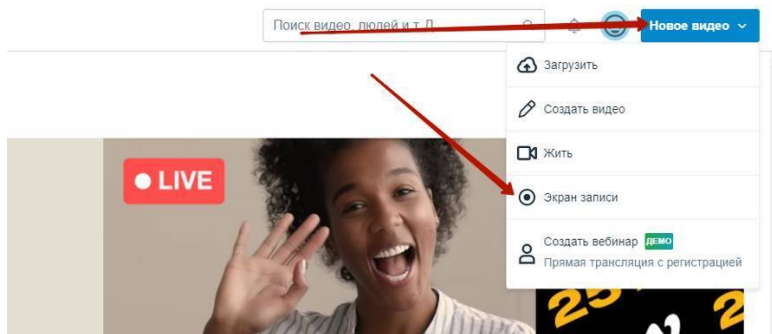 Поиск видео, людей и т. Д
Новое видео
Загрузить
Создать видео
Жить
Экран записи
Создать вебинар ДЕМО
Прямая трансляция с регистрацией
LIVE